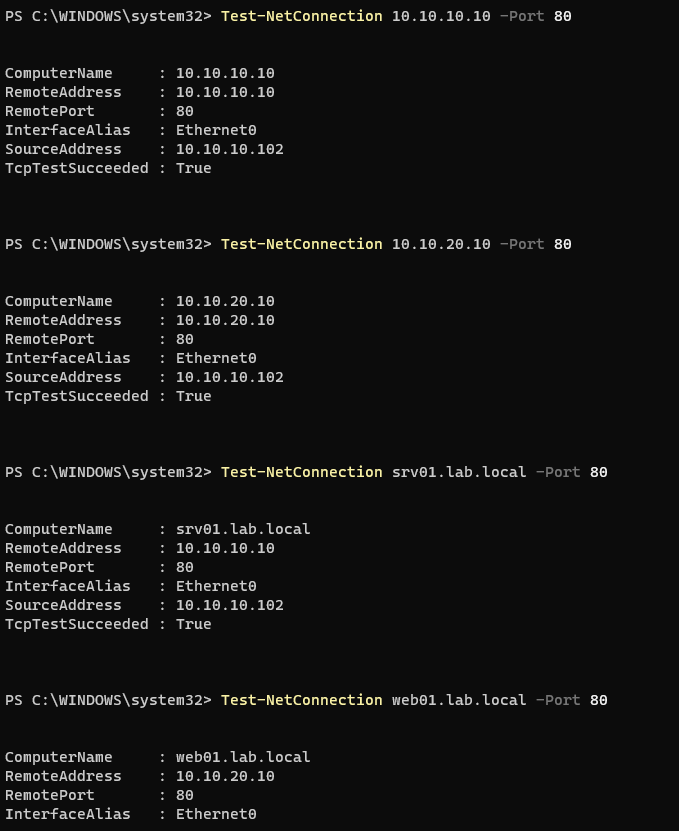 PS C:\WINDOWS\system32> Test-NetConnection 10.10.10.10 -Port 80
ComputerName     : 10.10.10.10
RemoteAddress    : 10.10.10.10
RemotePort       : 80
InterfaceAlias   : Ethernet0
SourceAddress    : 10.10.10.102
TcpTestSucceeded : True
PS C:\WINDOWS\system32> Test-NetConnection 10.10.20.10 -Port 80
ComputerName     : 10.10.20.10
RemoteAddress    : 10.10.20.10
RemotePort       : 80
InterfaceAlias   : Ethernet0
SourceAddress    : 10.10.10.102
TcpTestSucceeded : True
PS C:\WINDOWS\system32> Test-NetConnection srv01.lab.local -Port 80
ComputerName     : srv01.lab.local
RemoteAddress    : 10.10.10.10
RemotePort       : 80
InterfaceAlias   : Ethernet0
SourceAddress    : 10.10.10.102
TcpTestSucceeded : True
PS C:\WINDOWS\system32> Test-NetConnection web01.lab.local -Port 80
ComputerName     : web01.lab.local
RemoteAddress    : 10.10.20.10
RemotePort       : 80
InterfaceAlias   : Ethernet0